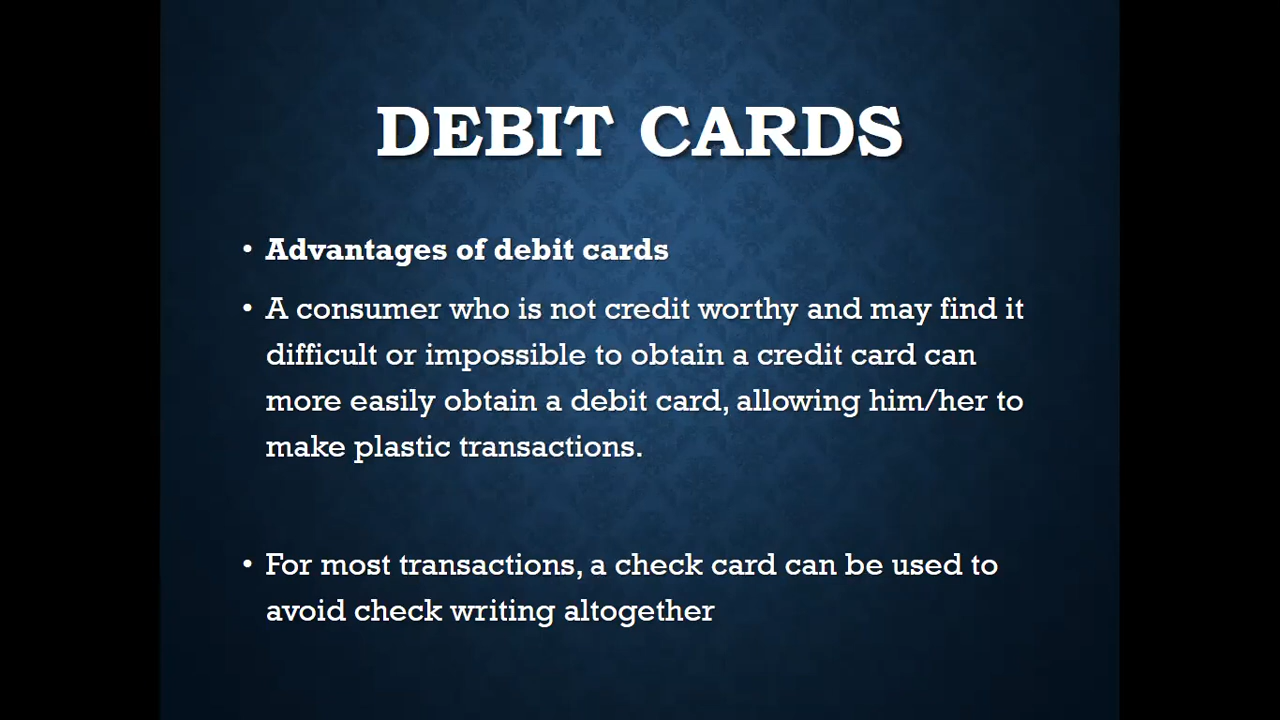 DEBIT CARDS
• Advantages of debit cards
• A consumer who is not credit worthy and may find it
difficult or impossible to obtain a credit card can
more easily obtain a debit card, allowing him/her to
make plastic transactions.
• For most transactions, a check card can be used to
avoid check writing altogether